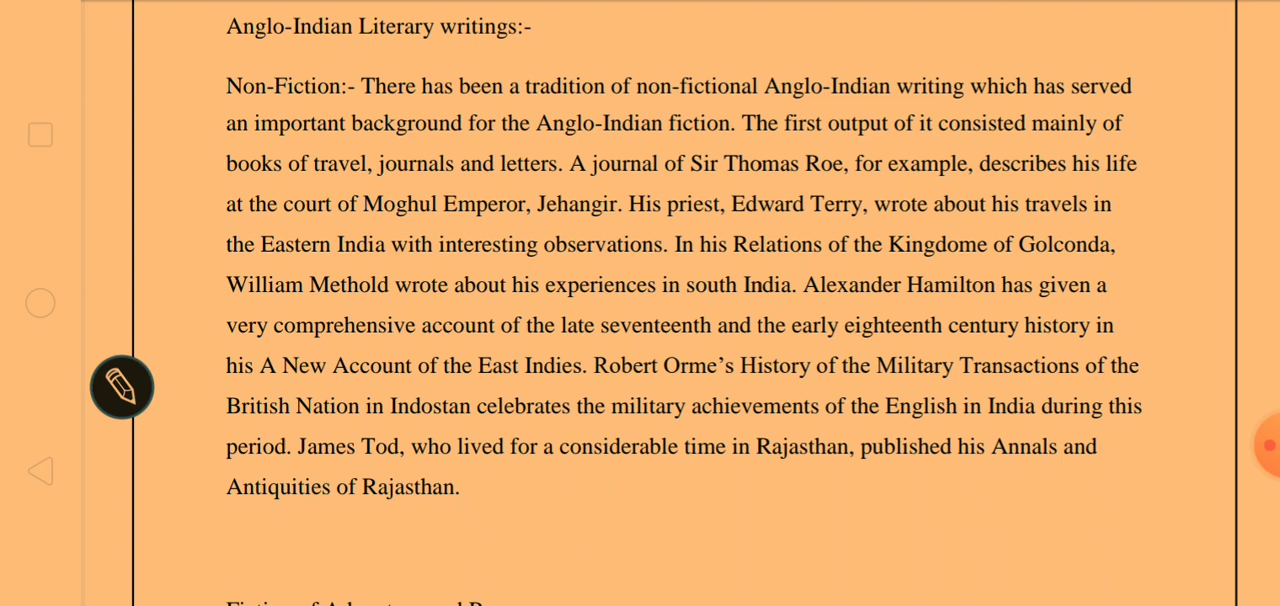 Anglo-Indian Literary writings:-
Non-Fiction:- There has been a tradition of non-fictional Anglo-Indian writing which has served
an important background for the Anglo-Indian fiction. The first output of it consisted mainly of
books of travel, journals and letters. A journal of Sir Thomas Roe, for example, describes his life
at the court of Moghul Emperor, Jehangir. His priest, Edward Terry, wrote about his travels in
the Eastern India with interesting observations. In his Relations of the Kingdome of Golconda,
William Methold wrote about his experiences in south India. Alexander Hamilton has given a
very comprehensive account of the late seventeenth and the early eighteenth century history in
his A New Account of the East Indies. Robert Orme’s History of the Military Transactions of the
British Nation in Indostan celebrates the military achievements of the English in India during this
period. James Tod, who lived for a considerable time in Rajasthan, published his Annals and
Antiquities of Rajasthan.